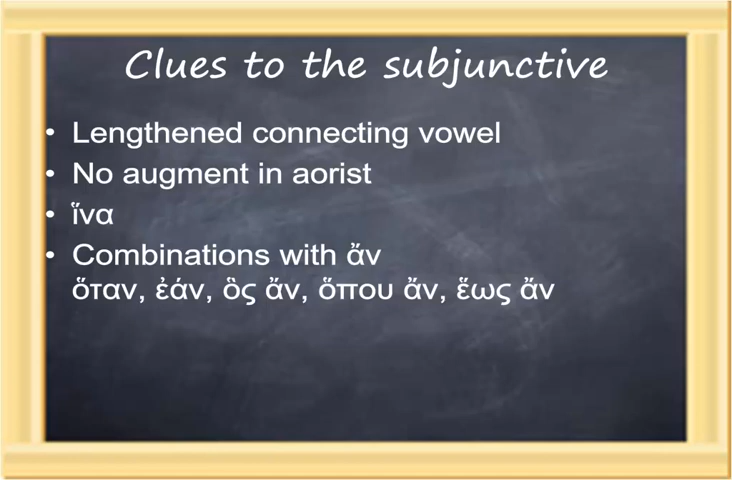 Clues to the subjunctive
• Lengthened connecting vowel
• No augment in aorist
• ἵνα
• Combinations with ἄν
ὅταν, ἐάν, ὃς ἄν, ὅπου ἄν, ἕως ἄν